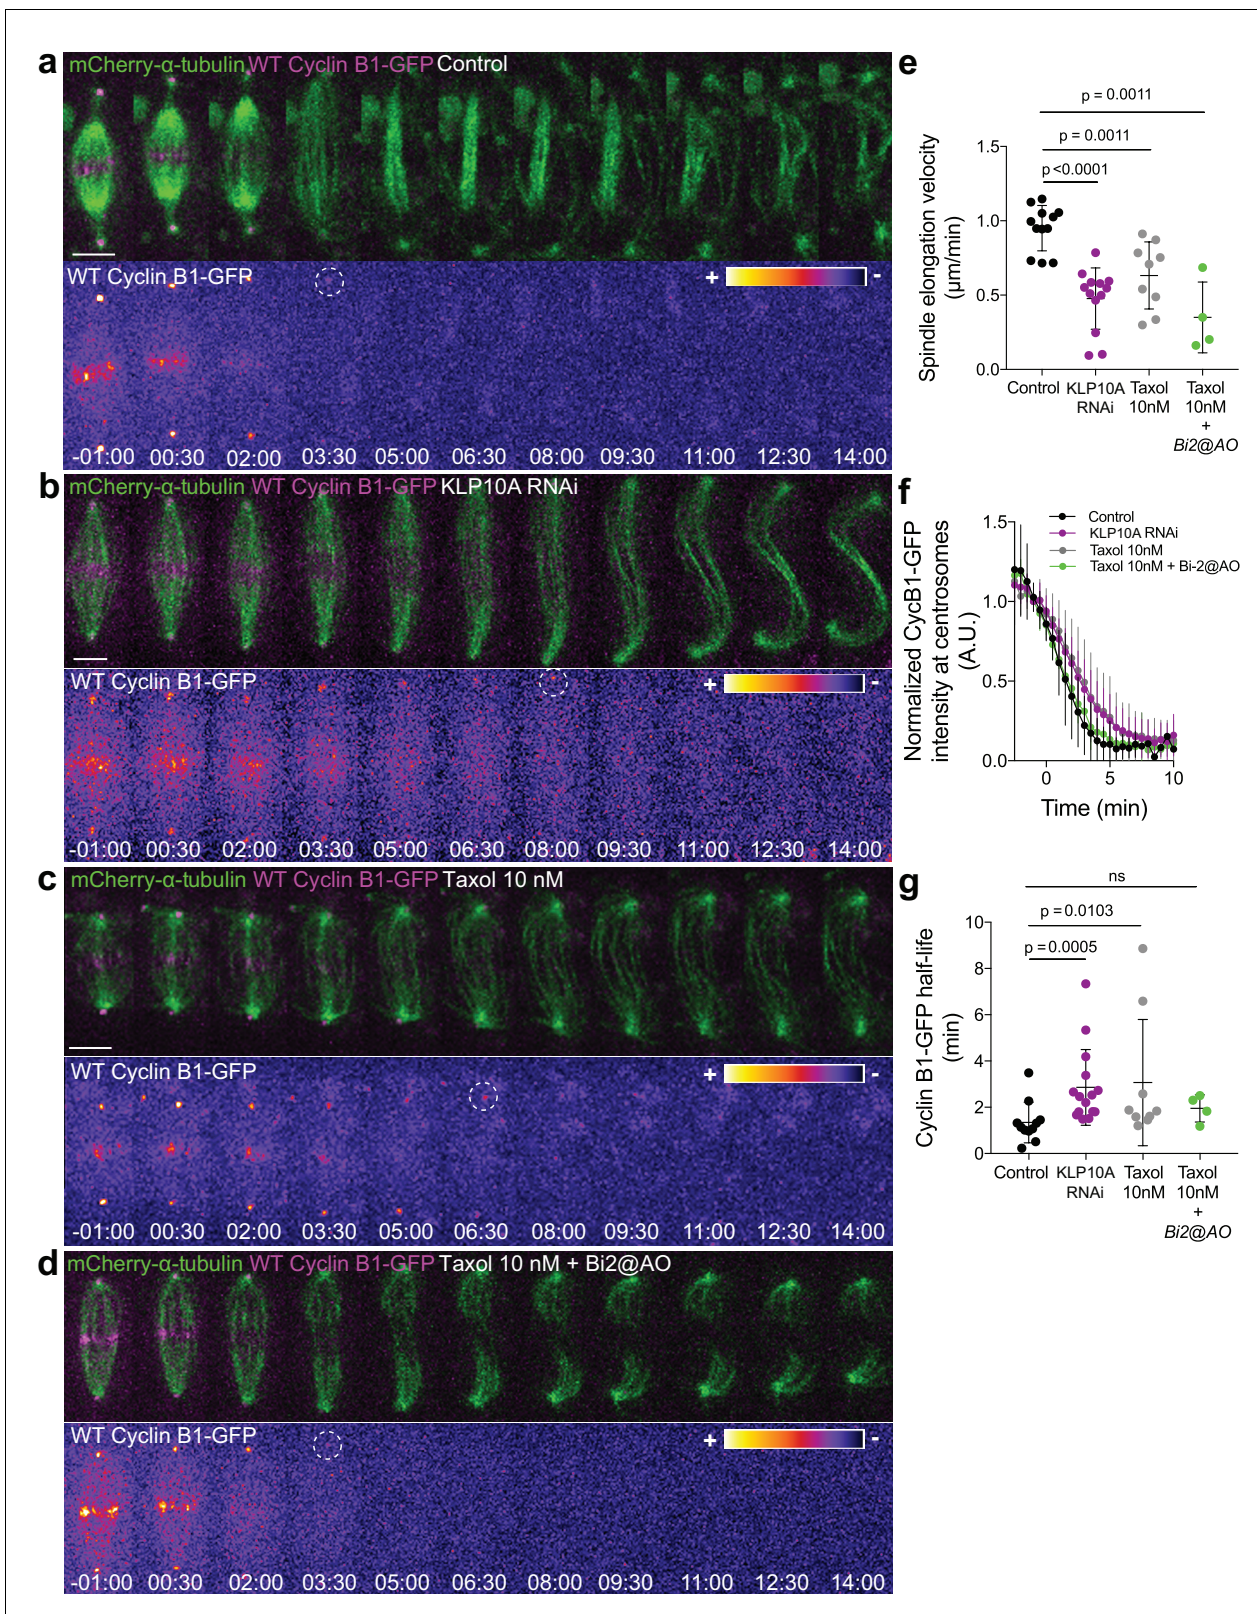 a
mCherry-α-tubulin WT Cyclin B1-GFP Control
WT Cyclin B1-GFP
+ -
-01:00 00:30 02:00 03:30 05:00 06:30 08:00 09:30 11:00 12:30 14:00
b
mCherry-α-tubulin WT Cyclin B1-GFP KLP10A RNAi
WT Cyclin B1-GFP
+ -
-01:00 00:30 02:00 03:30 05:00 06:30 08:00 09:30 11:00 12:30 14:00
c
mCherry-α-tubulin WT Cyclin B1-GFP Taxol 10 nM
WT Cyclin B1-GFP
+ -
-01:00 00:30 02:00 03:30 05:00 06:30 08:00 09:30 11:00 12:30 14:00
d
mCherry-α-tubulin WT Cyclin B1-GFP Taxol 10 nM + Bi2@AO
WT Cyclin B1-GFP
+ -
-01:00 00:30 02:00 03:30 05:00 06:30 08:00 09:30 11:00 12:30 14:00
e
p = 0.0011
p = 0.0011
p <0.0001
Spindle elongation velocity
(µm/min)
1.5
1.0
0.5
0.0
Control
KLP10A
RNAi
Taxol
10nM
Taxol
10nM
+
Bi2@AO
f
Control
KLP10A RNAi
Taxol 10nM
Taxol 10nM + Bi-2@AO
Normalized CycB1-GFP
intensity at centrosomes
(A.U.)
1.5
1.0
0.5
0.0
0 5 10
Time (min)
g
ns
p = 0.0103
p = 0.0005
Cyclin B1-GFP half-life
(min)
10
8
6
4
2
0
Control
KLP10A
RNAi
Taxol
10nM
Taxol
10nM
+
Bi2@AO